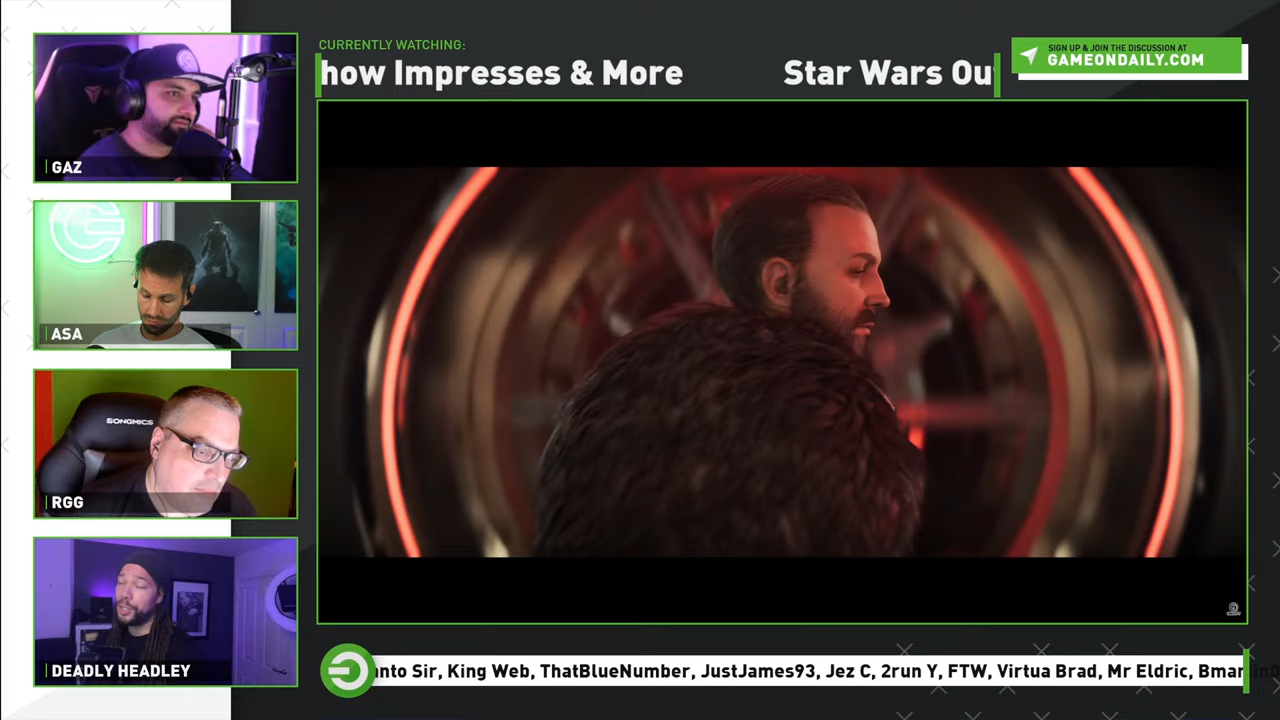 CURRENTLY WATCHING:
how Impresses & More Star Wars Ou
SIGN UP & JOIN THE DISCUSSION AT
GAMEONDAILY.COM
GAZ
ASA
SONGMICS
RGG
DEADLY HEADLEY
anto Sir, King Web, ThatBlueNumber, JustJames93, Jez C, 2run Y, FTW, Virtua Brad, Mr Eldric, Bmar